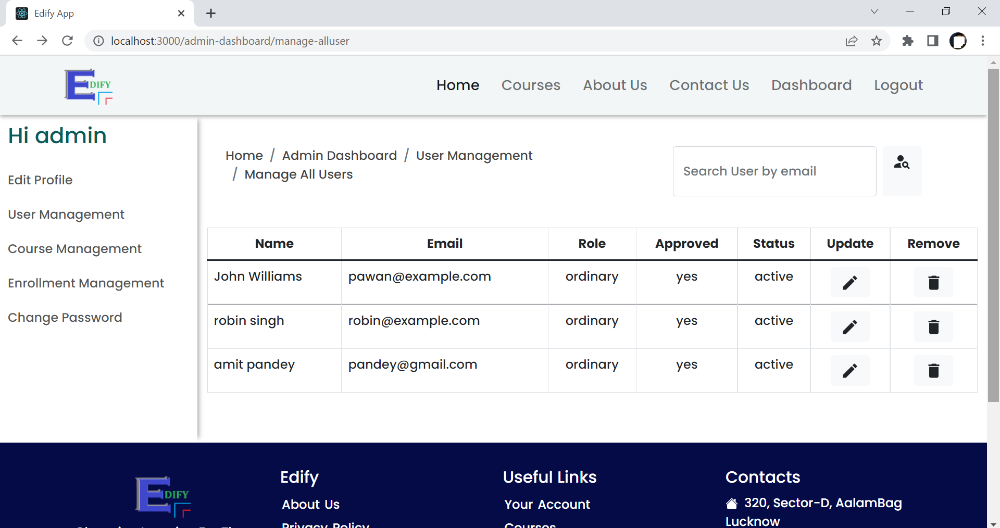 Edify App
localhost:3000/admin-dashboard/manage-alluser
EDIFY
Home Courses About Us Contact Us Dashboard Logout
Hi admin
Edit Profile
User Management
Course Management
Enrollment Management
Change Password
Home / Admin Dashboard / User Management
/ Manage All Users
Search User by email
Name Email Role Approved Status Update Remove
John Williams pawan@example.com ordinary yes active
robin singh robin@example.com ordinary yes active
amit pandey pandey@gmail.com ordinary yes active
EDIFY
Edify
About Us
Privacy Policy
Useful Links
Your Account
Courses
Contacts
320, Sector-D, AalamBag
Lucknow